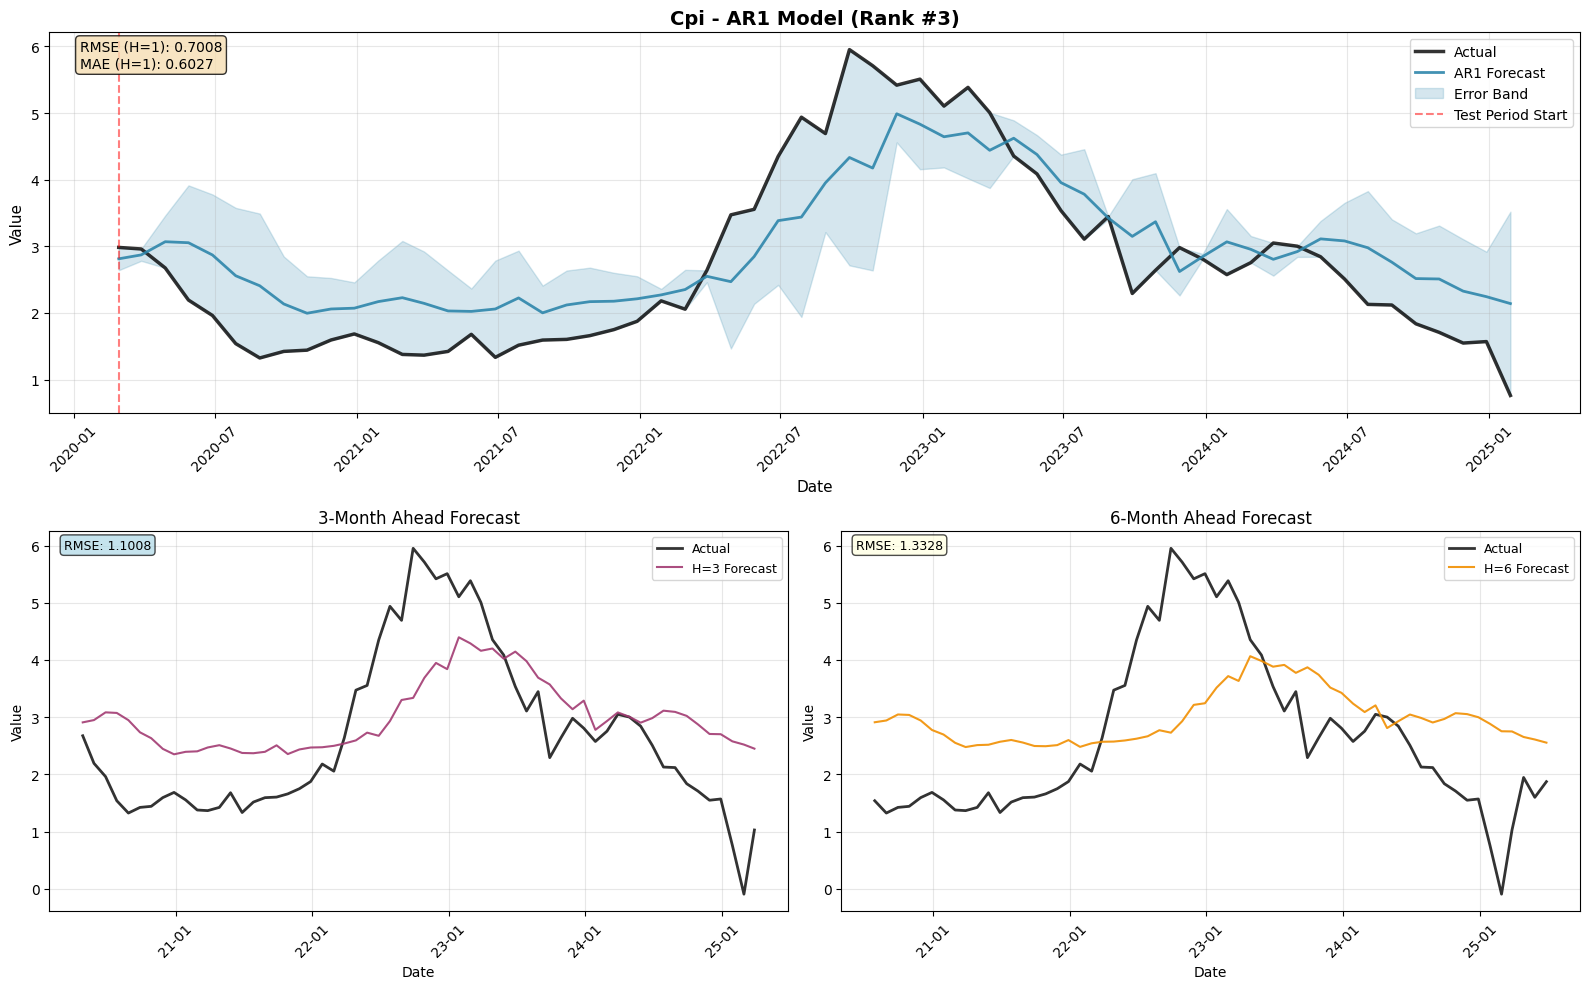 Cpi - AR1 Model (Rank #3)
RMSE (H=1): 0.7008
MAE (H=1): 0.6027
Actual
AR1 Forecast
Error Band
Test Period Start
Value
6
5
4
3
2
1
2020-01
2020-07
2021-01
2021-07
2022-01
2022-07
2023-01
2023-07
2024-01
2024-07
2025-01
Date
3-Month Ahead Forecast
RMSE: 1.1008
Actual
H=3 Forecast
Value
6
5
4
3
2
1
0
21-01
22-01
23-01
24-01
25-01
Date
6-Month Ahead Forecast
RMSE: 1.3328
Actual
H=6 Forecast
Value
6
5
4
3
2
1
0
21-01
22-01
23-01
24-01
25-01
Date